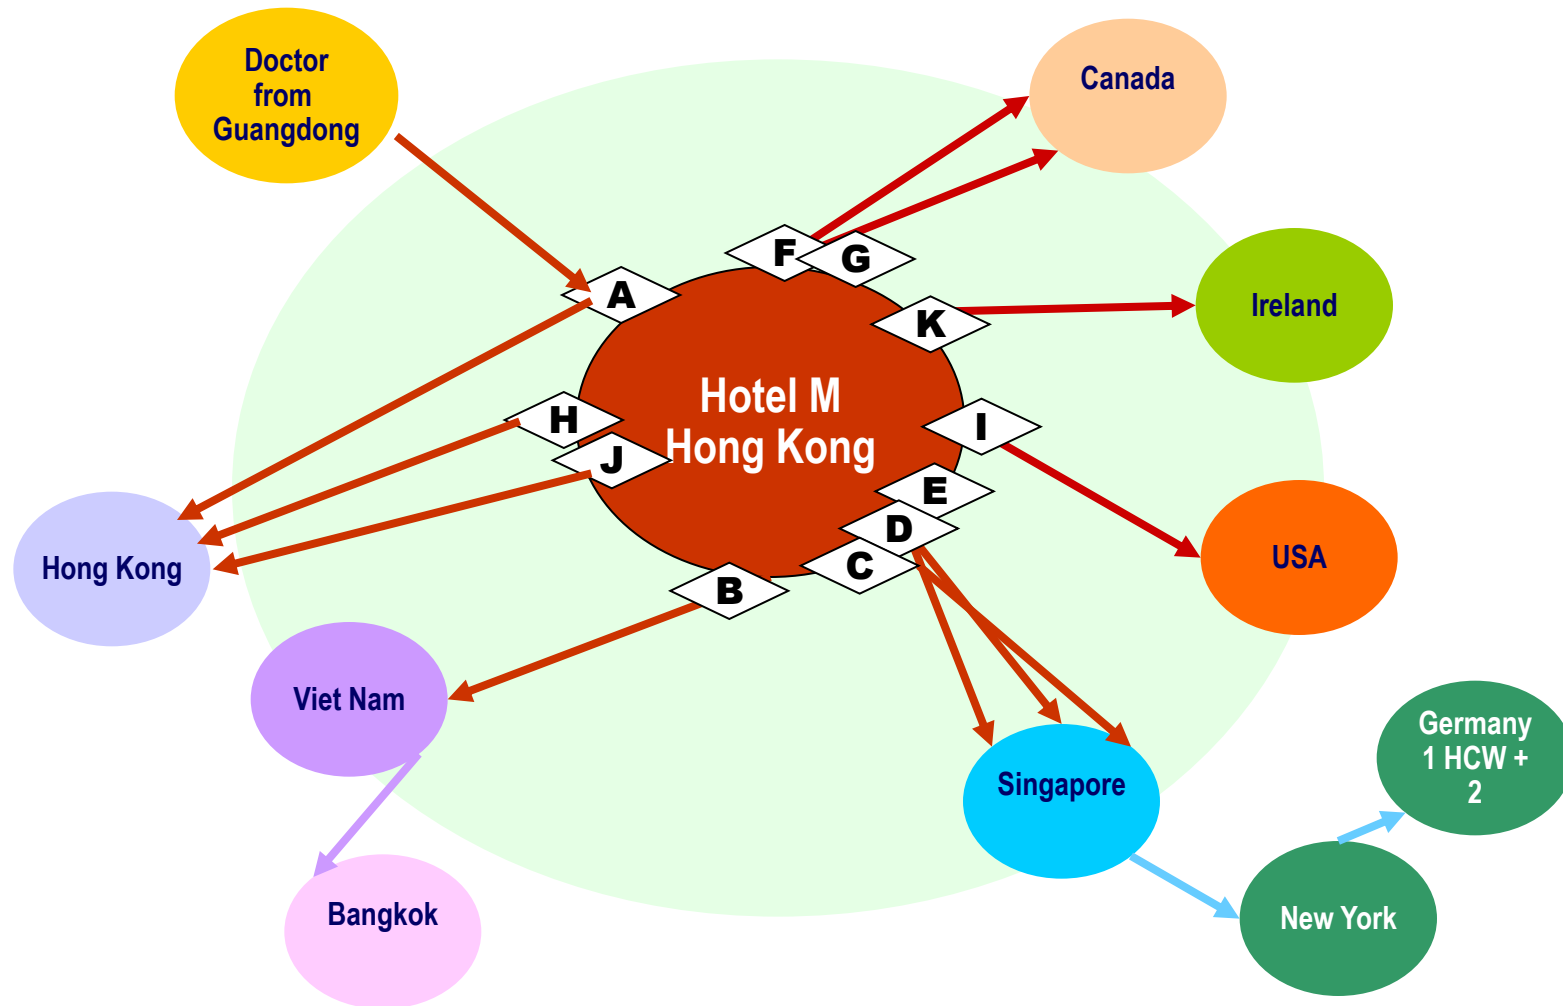 Doctor
from
Guangdong
Canada
F
G
A
Ireland
K
Hotel M
Hong Kong
H
I
J
E
D
C
B
Hong Kong
USA
Viet Nam
Singapore
Germany
1 HCW +
2
Bangkok
New York